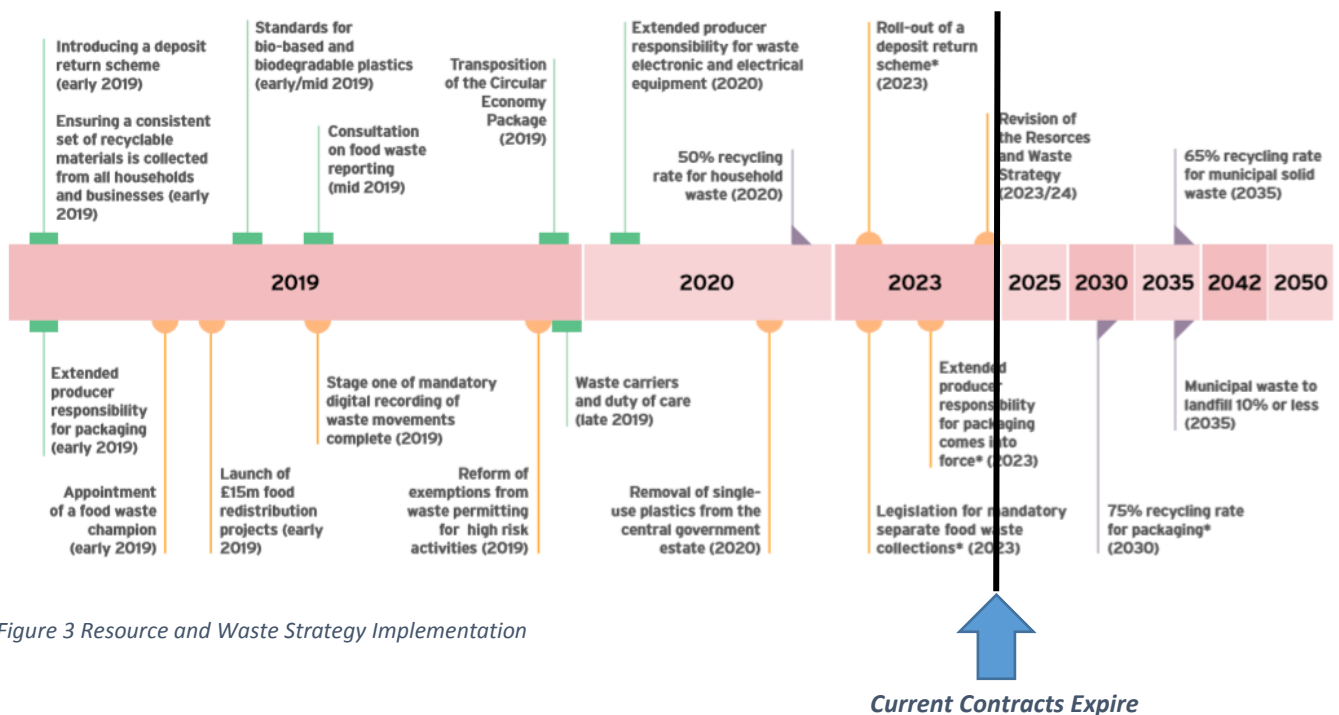 Introducing a deposit
return scheme
(early 2019)
Ensuring a consistent
set of recyclable
materials is collected
from all households
and businesses (early
2019)
Standards for
bio-based and
biodegradable plastics
(early/mid 2019)
Consultation
on food waste
reporting
(mid 2019)
Transposition
of the Circular
Economy
Package
(2019)
Extended producer
responsibility for waste
electronic and electrical
equipment (2020)
50% recycling
rate for household
waste (2020)
Roll-out of a
deposit return
scheme*
(2023)
Revision of
the Resorces
and Waste
Strategy
(2023/24)
65% recycling rate
for municipal solid
waste (2035)
2019
2020
2023
2025
2030
2035
2042
2050
Extended
producer
responsibility
for packaging
(early 2019)
Appointment
of a food waste
champion
(early 2019)
Launch of
£15m food
redistribution
projects (early
2019)
Stage one of mandatory
digital recording of
waste movements
complete (2019)
Reform of
exemptions from
waste permitting
for high risk
activities (2019)
Waste carriers
and duty of care
(late 2019)
Removal of single-
use plastics from the
central government
estate (2020)
Extended
producer
responsibility
for packaging
comes into
force* (2023)
Legislation for mandatory
separate food waste
collections* (2023)
75% recycling rate
for packaging*
(2030)
Municipal waste to
landfill 10% or less
(2035)
Figure 3 Resource and Waste Strategy Implementation
Current Contracts Expire